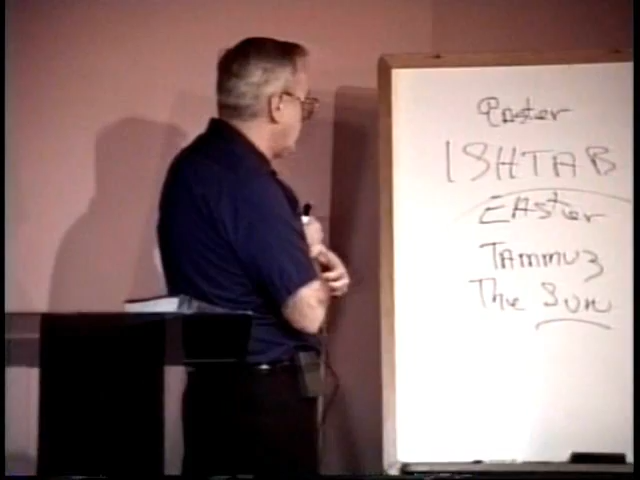 Easter
ISHTAR
EAster
TAmmuz
The Sun